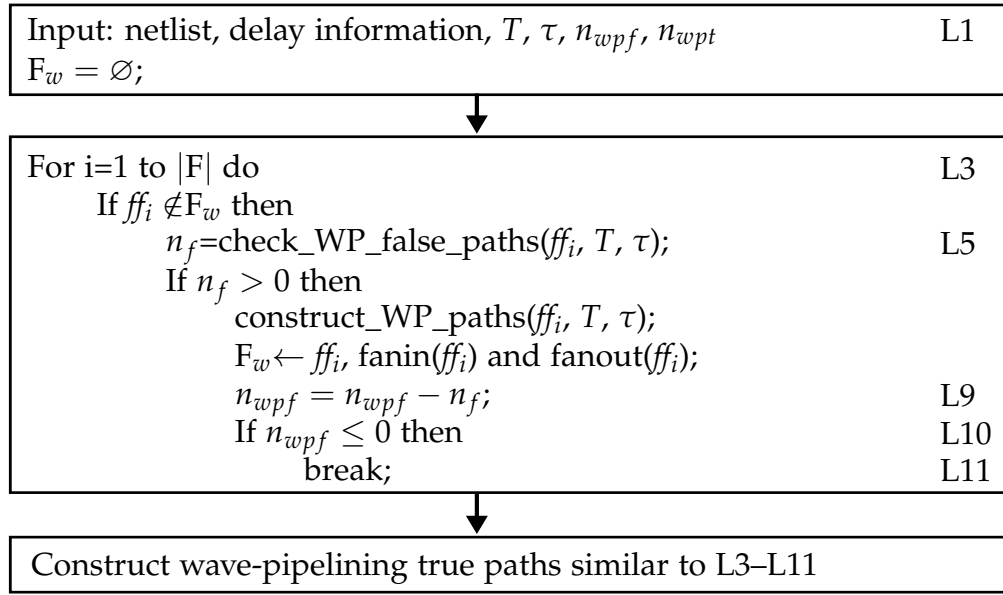 Input: netlist, delay information, T, τ, n_wpf, n_wpt L1
F_w = ∅;
For i=1 to |F| do L3
If ff_i ∉F_w then
n_f=check_WP_false_paths(ff_i, T, τ); L5
If n_f > 0 then
construct_WP_paths(ff_i, T, τ);
F_w← ff_i, fanin(ff_i) and fanout(ff_i);
n_wpf = n_wpf − n_f; L9
If n_wpf ≤ 0 then L10
break; L11
Construct wave-pipelining true paths similar to L3–L11